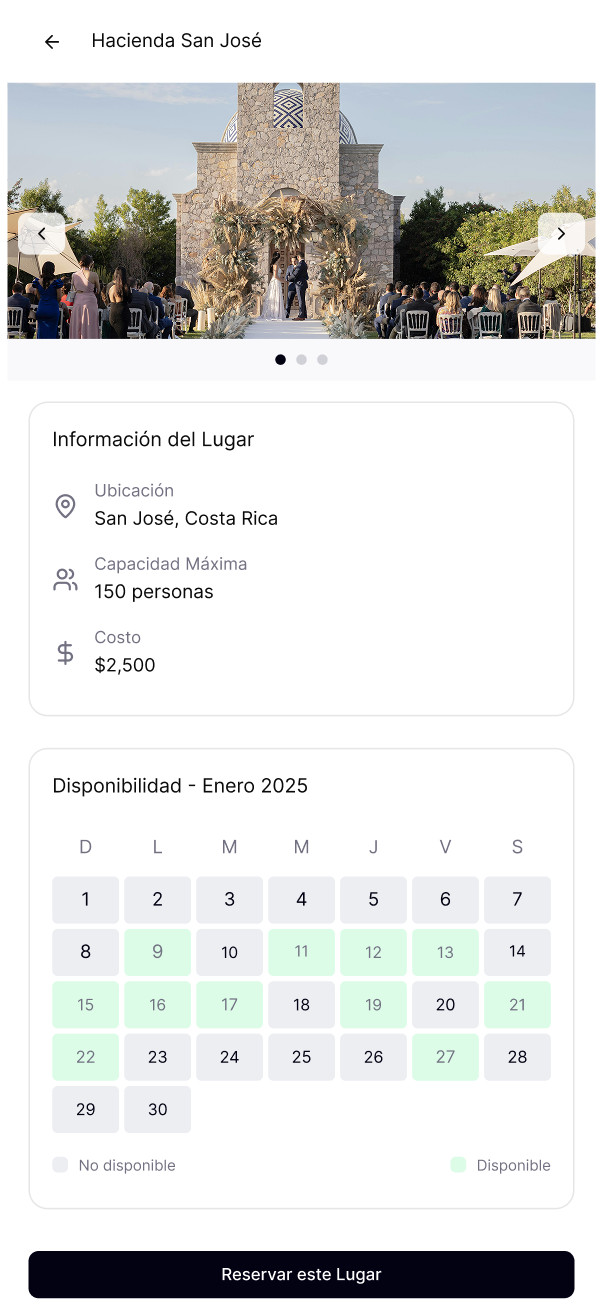 Hacienda San José
Información del Lugar
Ubicación
San José, Costa Rica
Capacidad Máxima
150 personas
Costo
$2,500
Disponibilidad - Enero 2025
D L M M J V S
1 2 3 4 5 6 7
8 9 10 11 12 13 14
15 16 17 18 19 20 21
22 23 24 25 26 27 28
29 30
No disponible Disponible
Reservar este Lugar